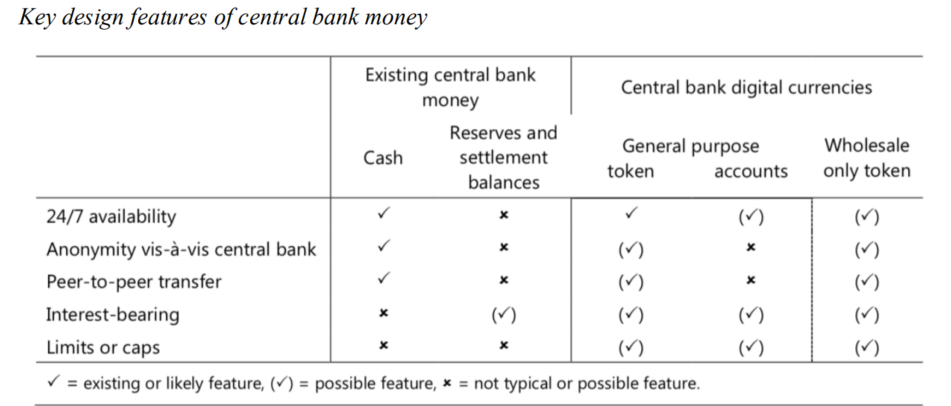 Key design features of central bank money
Existing central bank
money
Central bank digital currencies
Cash
Reserves and
settlement
balances
General purpose
token accounts
Wholesale
only token
24/7 availability ✓ × ✓ (✓) (✓)
Anonymity vis-à-vis central bank ✓ × (✓) × (✓)
Peer-to-peer transfer ✓ × (✓) × (✓)
Interest-bearing × (✓) (✓) (✓) (✓)
Limits or caps × × (✓) (✓) (✓)
✓ = existing or likely feature, (✓) = possible feature, × = not typical or possible feature.